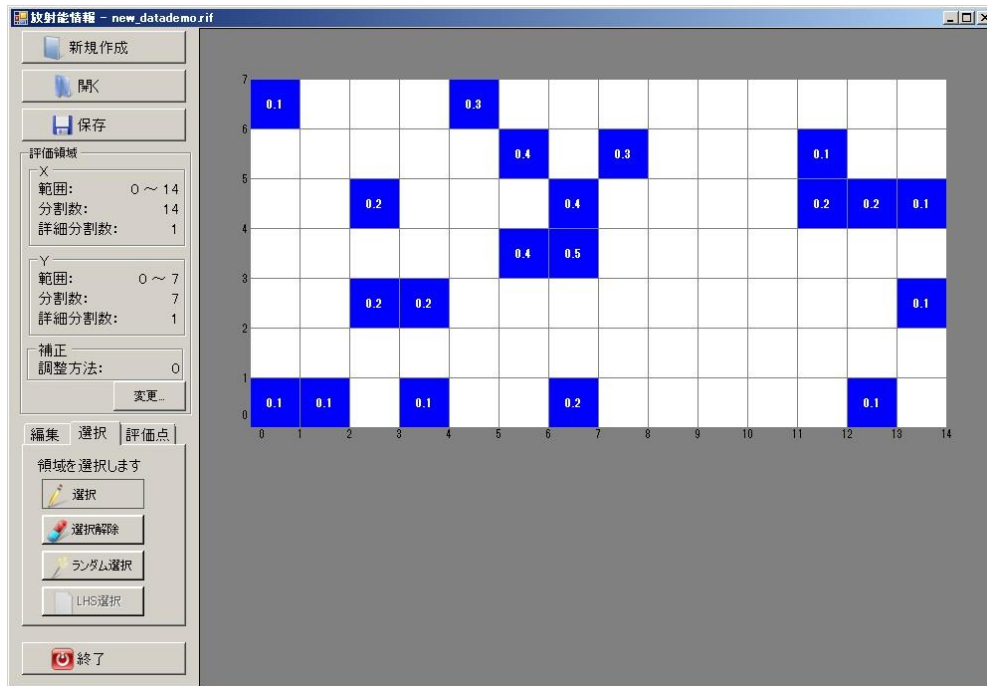 放射能情報 - new_datademo.rif
新規作成
開く
保存
評価領域
X
範囲: 0 ～ 14
分割数: 14
詳細分割数: 1
Y
範囲: 0 ～ 7
分割数: 7
詳細分割数: 1
補正
調整方法: 0
変更...
編集 選択 評価点
領域を選択します
選択
選択解除
ランダム選択
LHS選択
終了
7
0.1 0.3
6
0.4 0.3 0.1
5
0.2 0.4 0.2 0.2 0.1
4
0.4 0.5
3
0.2 0.2 0.1
2
1
0.1 0.1 0.1 0.2 0.1
0
0 1 2 3 4 5 6 7 8 9 10 11 12 13 14